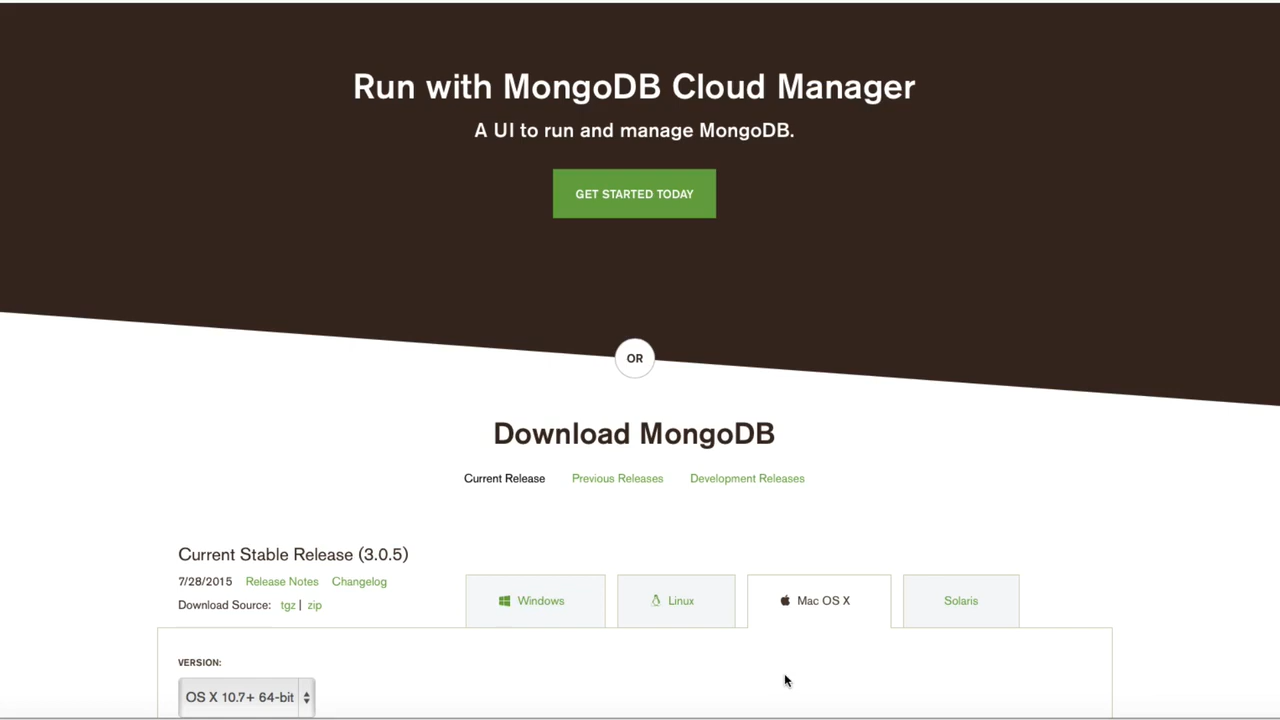 Run with MongoDB Cloud Manager
A UI to run and manage MongoDB.
GET STARTED TODAY
OR
Download MongoDB
Current Release Previous Releases Development Releases
Current Stable Release (3.0.5)
7/28/2015 Release Notes Changelog
Download Source: tgz | zip
Windows Linux Mac OS X Solaris
VERSION:
OS X 10.7+ 64-bit